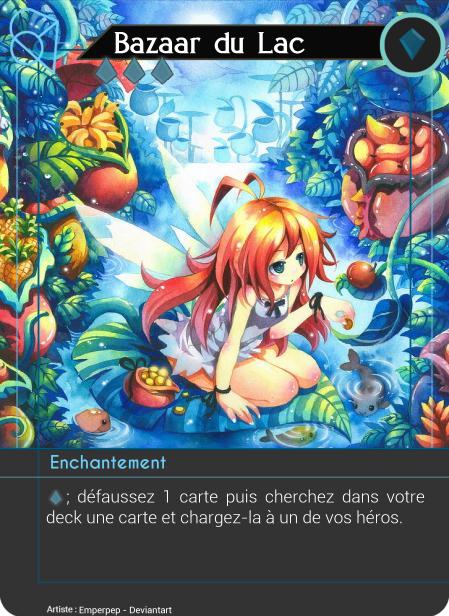 Bazaar du Lac
Enchantement
; défaussez 1 carte puis cherchez dans votre
deck une carte et chargez-la à un de vos héros.
Artiste : Emperpep - Deviantart